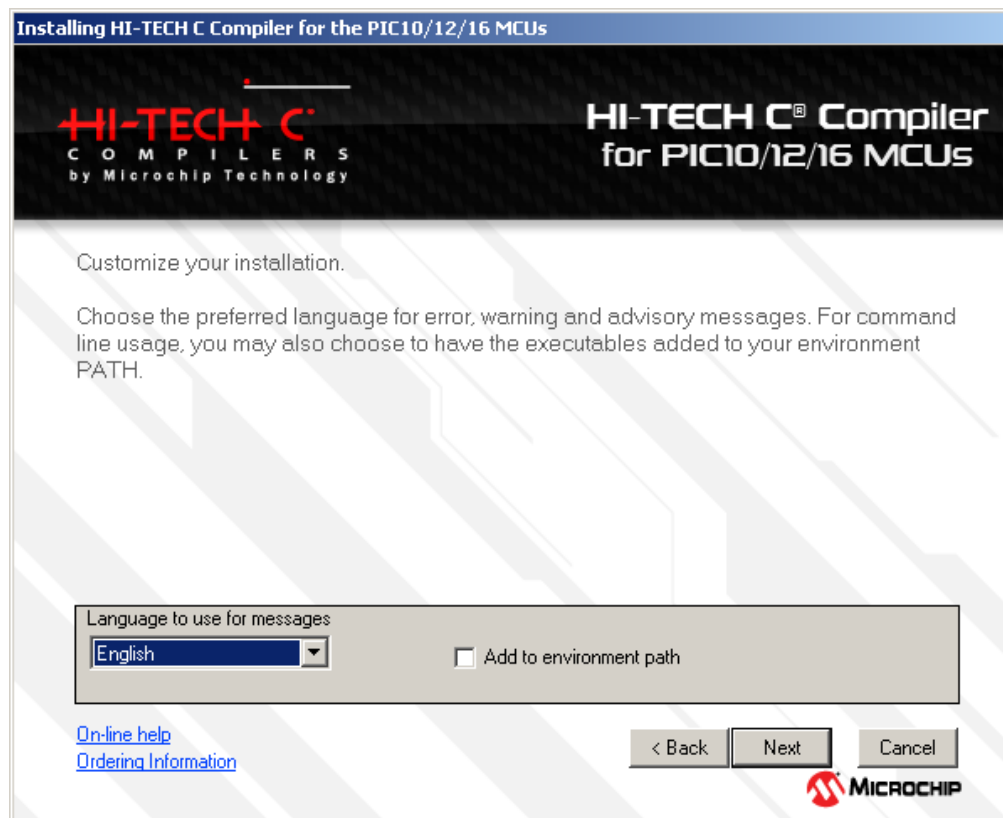 Installing HI-TECH C Compiler for the PIC10/12/16 MCUs
HI-TECH C®
COMPILERS
by Microchip Technology
HI-TECH C® Compiler
for PIC10/12/16 MCUs
Customize your installation.
Choose the preferred language for error, warning and advisory messages. For command
line usage, you may also choose to have the executables added to your environment
PATH.
Language to use for messages
English
Add to environment path
On-line help
Ordering Information
< Back
Next
Cancel
MICROCHIP